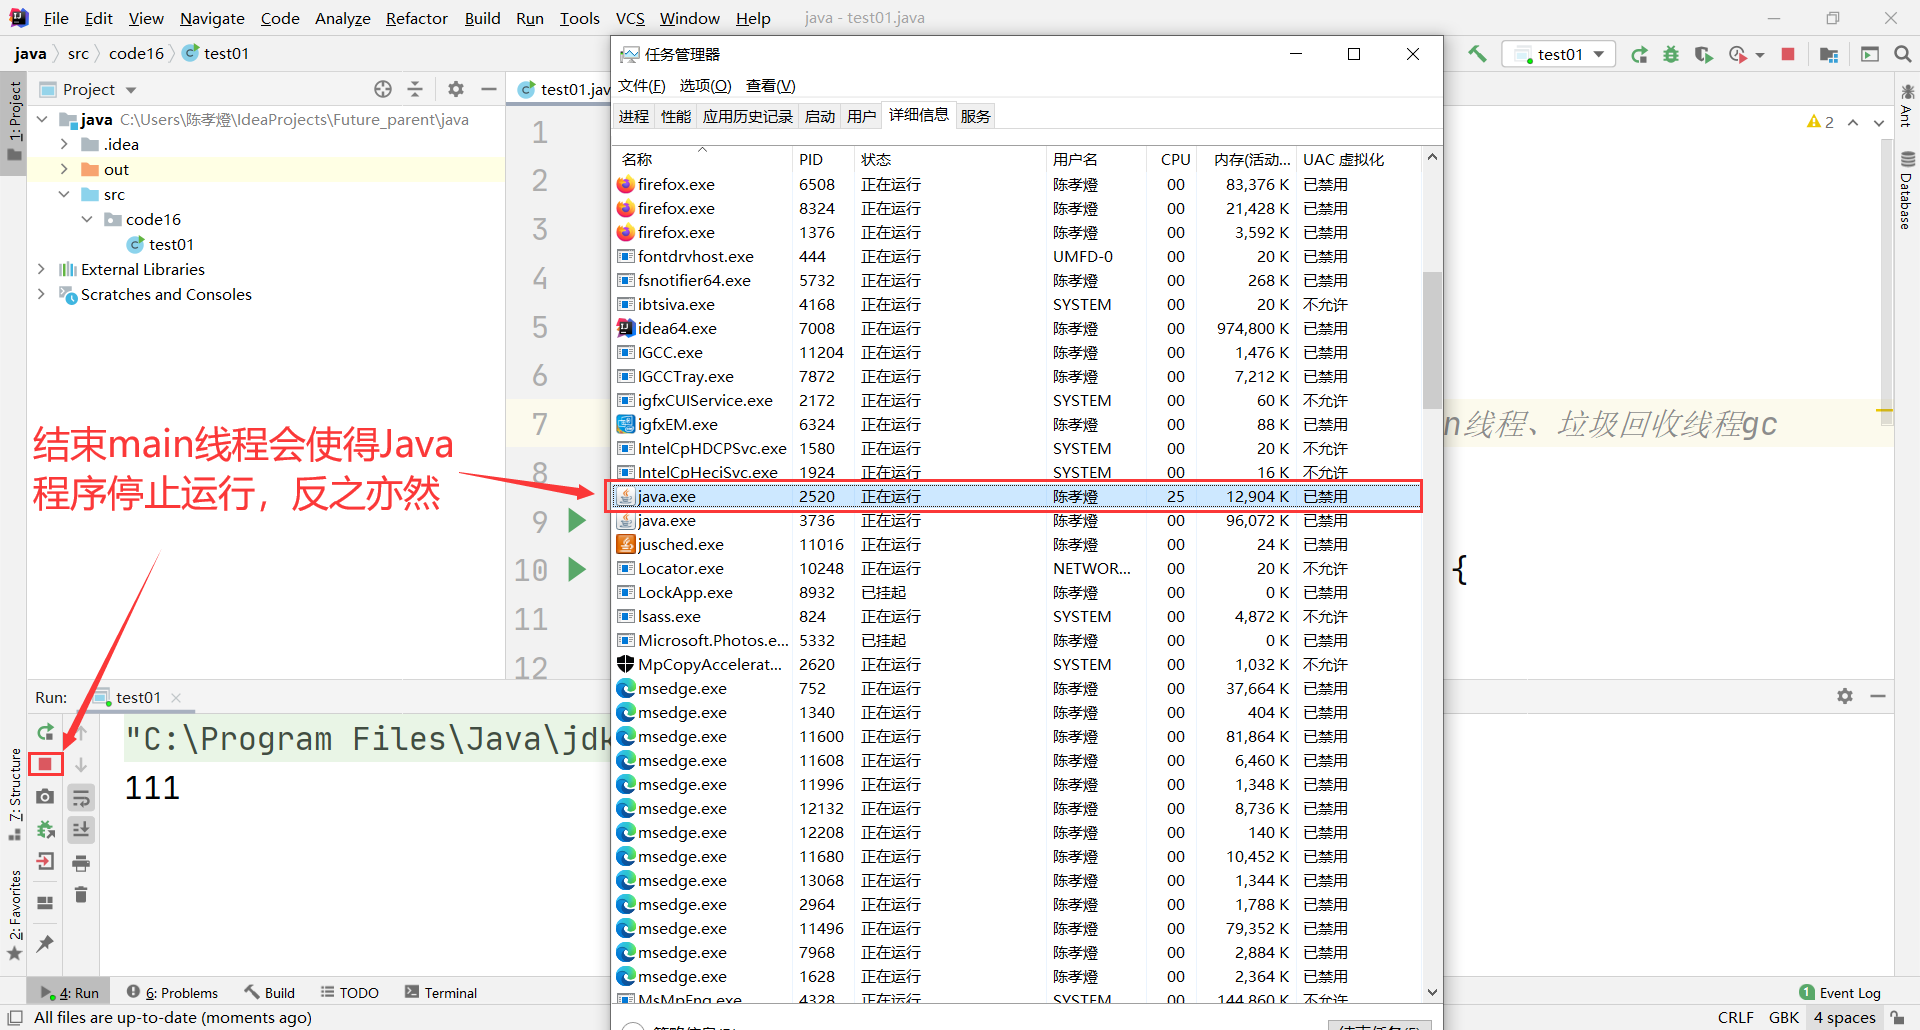 File Edit View Navigate Code Analyze Refactor Build Run Tools VCS Window Help java - test01.java
java src code16 test01
test01
Project
test01.jav
1: Project
java C:\Users\陈孝燈\IdeaProjects\Future_parent\java
.idea
out
src
code16
test01
External Libraries
Scratches and Consoles
1
2
3
4
5
6
7
8
9
10
11
12
n线程、垃圾回收线程gc
{
2
Ant
Database
结束main线程会使得Java
程序停止运行，反之亦然
任务管理器
文件(F) 选项(O) 查看(V)
进程 性能 应用历史记录 启动 用户 详细信息 服务
名称 PID 状态 用户名 CPU 内存(活动... UAC 虚拟化
firefox.exe 6508 正在运行 陈孝燈 00 83,376 K 已禁用
firefox.exe 8324 正在运行 陈孝燈 00 21,428 K 已禁用
firefox.exe 1376 正在运行 陈孝燈 00 3,592 K 已禁用
fontdrvhost.exe 444 正在运行 UMFD-0 00 20 K 已禁用
fsnotifier64.exe 5732 正在运行 陈孝燈 00 268 K 已禁用
ibtsiva.exe 4168 正在运行 SYSTEM 00 20 K 不允许
idea64.exe 7008 正在运行 陈孝燈 00 974,800 K 已禁用
IGCC.exe 11204 正在运行 陈孝燈 00 1,476 K 已禁用
IGCCTray.exe 7872 正在运行 陈孝燈 00 7,212 K 已禁用
igfxCUIService.exe 2172 正在运行 SYSTEM 00 60 K 不允许
igfxEM.exe 6324 正在运行 陈孝燈 00 88 K 已禁用
IntelCpHDCPSvc.exe 1580 正在运行 SYSTEM 00 20 K 不允许
IntelCpHeciSvc.exe 1924 正在运行 SYSTEM 00 16 K 不允许
java.exe 2520 正在运行 陈孝燈 25 12,904 K 已禁用
java.exe 3736 正在运行 陈孝燈 00 96,072 K 已禁用
jusched.exe 11016 正在运行 陈孝燈 00 24 K 已禁用
Locator.exe 10248 正在运行 NETWOR... 00 20 K 不允许
LockApp.exe 8932 已挂起 陈孝燈 00 0 K 已禁用
lsass.exe 824 正在运行 SYSTEM 00 4,872 K 不允许
Microsoft.Photos.e... 5332 已挂起 陈孝燈 00 0 K 已禁用
MpCopyAccelerat... 2620 正在运行 SYSTEM 00 1,032 K 不允许
msedge.exe 752 正在运行 陈孝燈 00 37,664 K 已禁用
msedge.exe 1340 正在运行 陈孝燈 00 404 K 已禁用
msedge.exe 11600 正在运行 陈孝燈 00 81,864 K 已禁用
msedge.exe 11608 正在运行 陈孝燈 00 6,460 K 已禁用
msedge.exe 11996 正在运行 陈孝燈 00 1,348 K 已禁用
msedge.exe 12132 正在运行 陈孝燈 00 8,736 K 已禁用
msedge.exe 12208 正在运行 陈孝燈 00 140 K 已禁用
msedge.exe 11680 正在运行 陈孝燈 00 10,452 K 已禁用
msedge.exe 13068 正在运行 陈孝燈 00 1,344 K 已禁用
msedge.exe 2964 正在运行 陈孝燈 00 1,788 K 已禁用
msedge.exe 11496 正在运行 陈孝燈 00 79,352 K 已禁用
msedge.exe 7968 正在运行 陈孝燈 00 2,884 K 已禁用
msedge.exe 1628 正在运行 陈孝燈 00 2,364 K 已禁用
MsMpEng.exe 4328 正在运行 SYSTEM 00 144,860 K 不允许
Run: test01
"C:\Program Files\Java\jdk
111
7: Structure
2: Favorites
4: Run 6: Problems Build TODO Terminal
1 Event Log
All files are up-to-date (moments ago)
CRLF GBK 4 spaces